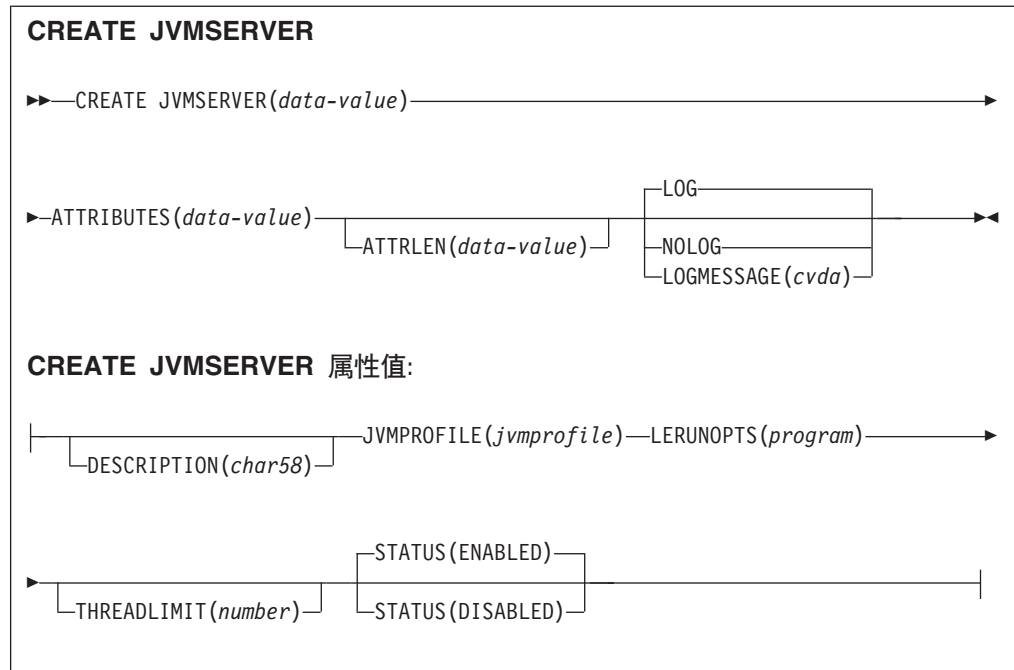 CREATE JVMSERVER
CREATE JVMSERVER(data-value)
LOG
ATTRIBUTES(data-value)
ATTRLEN(data-value)
NOLOG
LOGMESSAGE(cvda)
CREATE JVMSERVER 属性值:
JVMPROFILE(jvmprofile) LERUNOPTS(program)
DESCRIPTION(char58)
STATUS(ENABLED)
THREADLIMIT(number)
STATUS(DISABLED)